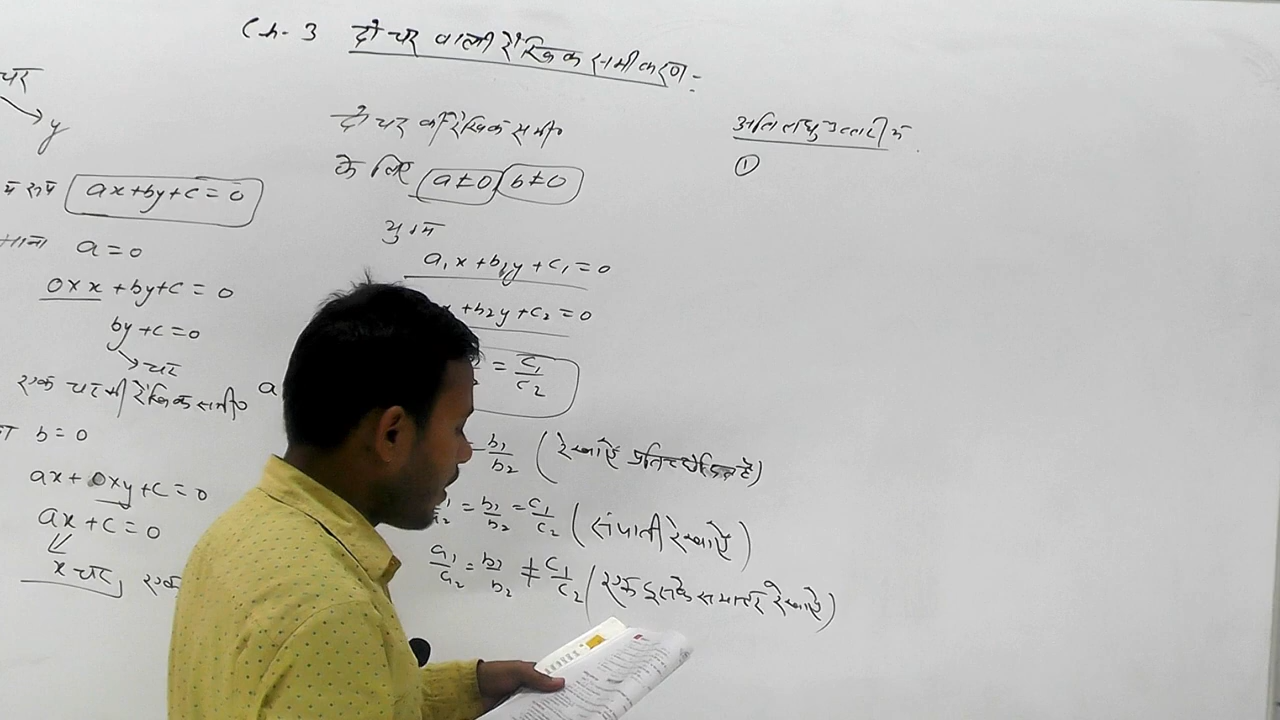 Ch-3 दो चर वाली रैखिक समीकरण:
चर
y
ax+by+c=0
माना a=0
0xx+by+c=0
by+c=0
चर
एक चर की रैखिक समी०
b=0
ax+0xy+c=0
ax+c=0
x चर, एक
दो चर की रैखिक समी०
के लिए a≠0 b≠0
युग्म
a₁x+b₁y+c₁=0
x+b₂y+c₂=0
a
= c₁/c₂
b₁/b₂ (रेखाएँ प्रतिच्छेदित है)
= b₁/b₂ = c₁/c₂ (संपाती रेखाऐं)
a₁/a₂ = b₁/b₂ ≠ c₁/c₂ (एक दूसरे के समान्तर रेखाऐं)
अति लघु उत्तरीय
①